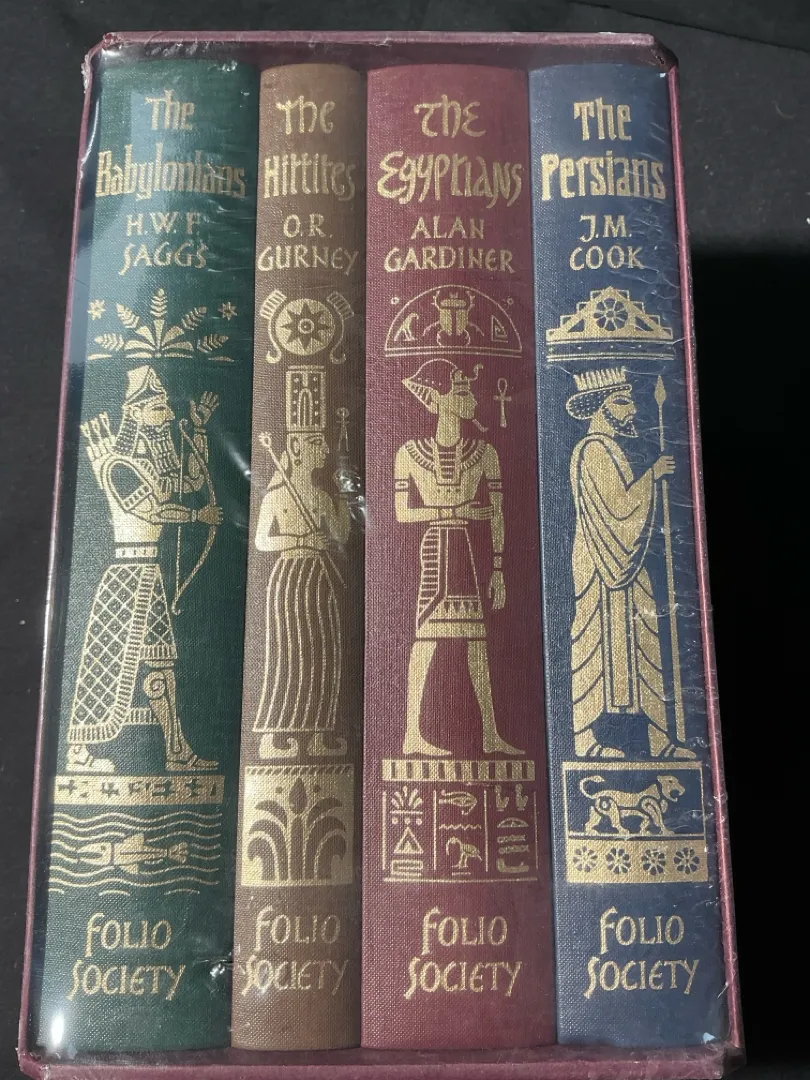 The
Babylonians
H.W.F.
SAGGS
FOLIO
SOCIETY
The
Hittites
O.R.
GURNEY
FOLIO
SOCIETY
The
Egyptians
ALAN
GARDINER
FOLIO
SOCIETY
The
Persians
J.M.
COOK
FOLIO
SOCIETY